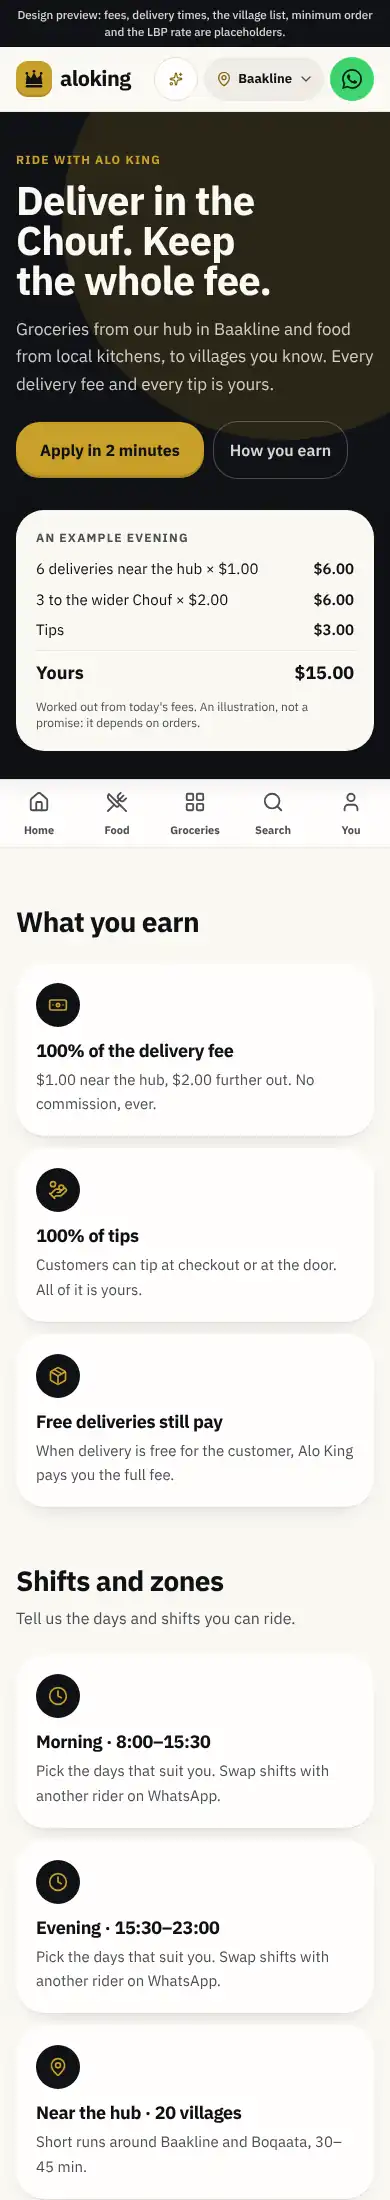 Design preview: fees, delivery times, the village list, minimum order
and the LBP rate are placeholders.
aloking
Baakline
RIDE WITH ALO KING
Deliver in the
Chouf. Keep
the whole fee.
Groceries from our hub in Baakline and food
from local kitchens, to villages you know. Every
delivery fee and every tip is yours.
Apply in 2 minutes
How you earn
AN EXAMPLE EVENING
6 deliveries near the hub × $1.00 $6.00
3 to the wider Chouf × $2.00 $6.00
Tips $3.00
Yours $15.00
Worked out from today's fees. An illustration, not a
promise: it depends on orders.
Home Food Groceries Search You
What you earn
100% of the delivery fee
$1.00 near the hub, $2.00 further out. No
commission, ever.
100% of tips
Customers can tip at checkout or at the door.
All of it is yours.
Free deliveries still pay
When delivery is free for the customer, Alo King
pays you the full fee.
Shifts and zones
Tell us the days and shifts you can ride.
Morning · 8:00–15:30
Pick the days that suit you. Swap shifts with
another rider on WhatsApp.
Evening · 15:30–23:00
Pick the days that suit you. Swap shifts with
another rider on WhatsApp.
Near the hub · 20 villages
Short runs around Baakline and Boqaata, 30–
45 min.